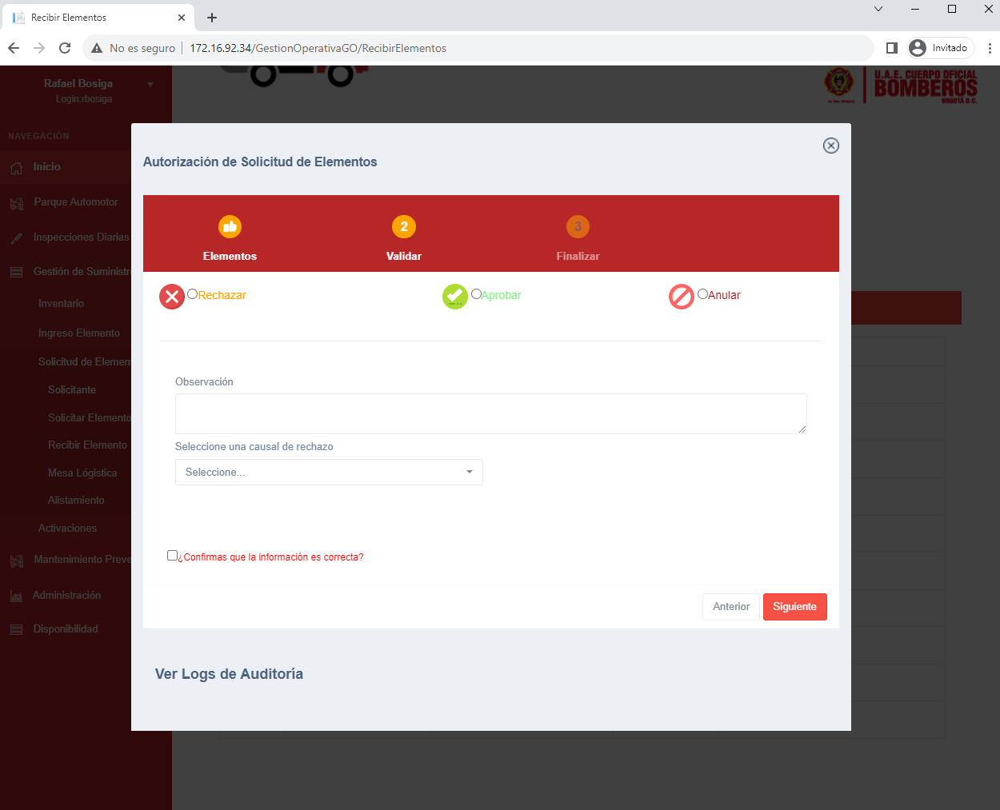 Recibir Elementos
No es seguro
172.16.92.34/GestionOperativaGO/RecibirElementos
Invitado
Rafael Bosiga
Login:rbosiga
U.A.E. CUERPO OFICIAL
BOMBEROS
BOGOTÁ D.C.
NAVEGACIÓN
Inicio
Parque Automotor
Inspecciones Diarias
Gestión de Suministr
Inventario
Ingreso Elemento
Solicitud de Elemen
Solicitante
Solicitar Elemento
Recibir Elemento
Mesa Lógistica
Alistamiento
Activaciones
Mantenimiento Preve
Administración
Disponibilidad
Autorización de Solicitud de Elementos
Elementos
2
Validar
3
Finalizar
Rechazar
Aprobar
Anular
Observación
Seleccione una causal de rechazo
Seleccione...
¿Confirmas que la información es correcta?
Anterior
Siguiente
Ver Logs de Auditoría